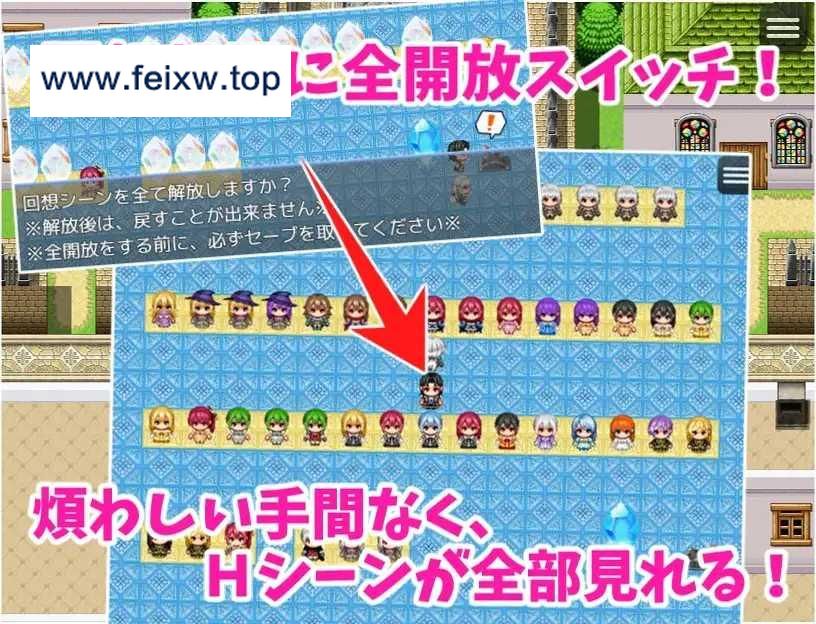 www.feixw.top
に全開放スイッチ！
回想シーンを全て解放しますか？
※解放後は、戻すことが出来ません※
※全開放をする前に、必ずセーブを取ってください※
煩わしい手間なく、
Ｈシーンが全部見れる！